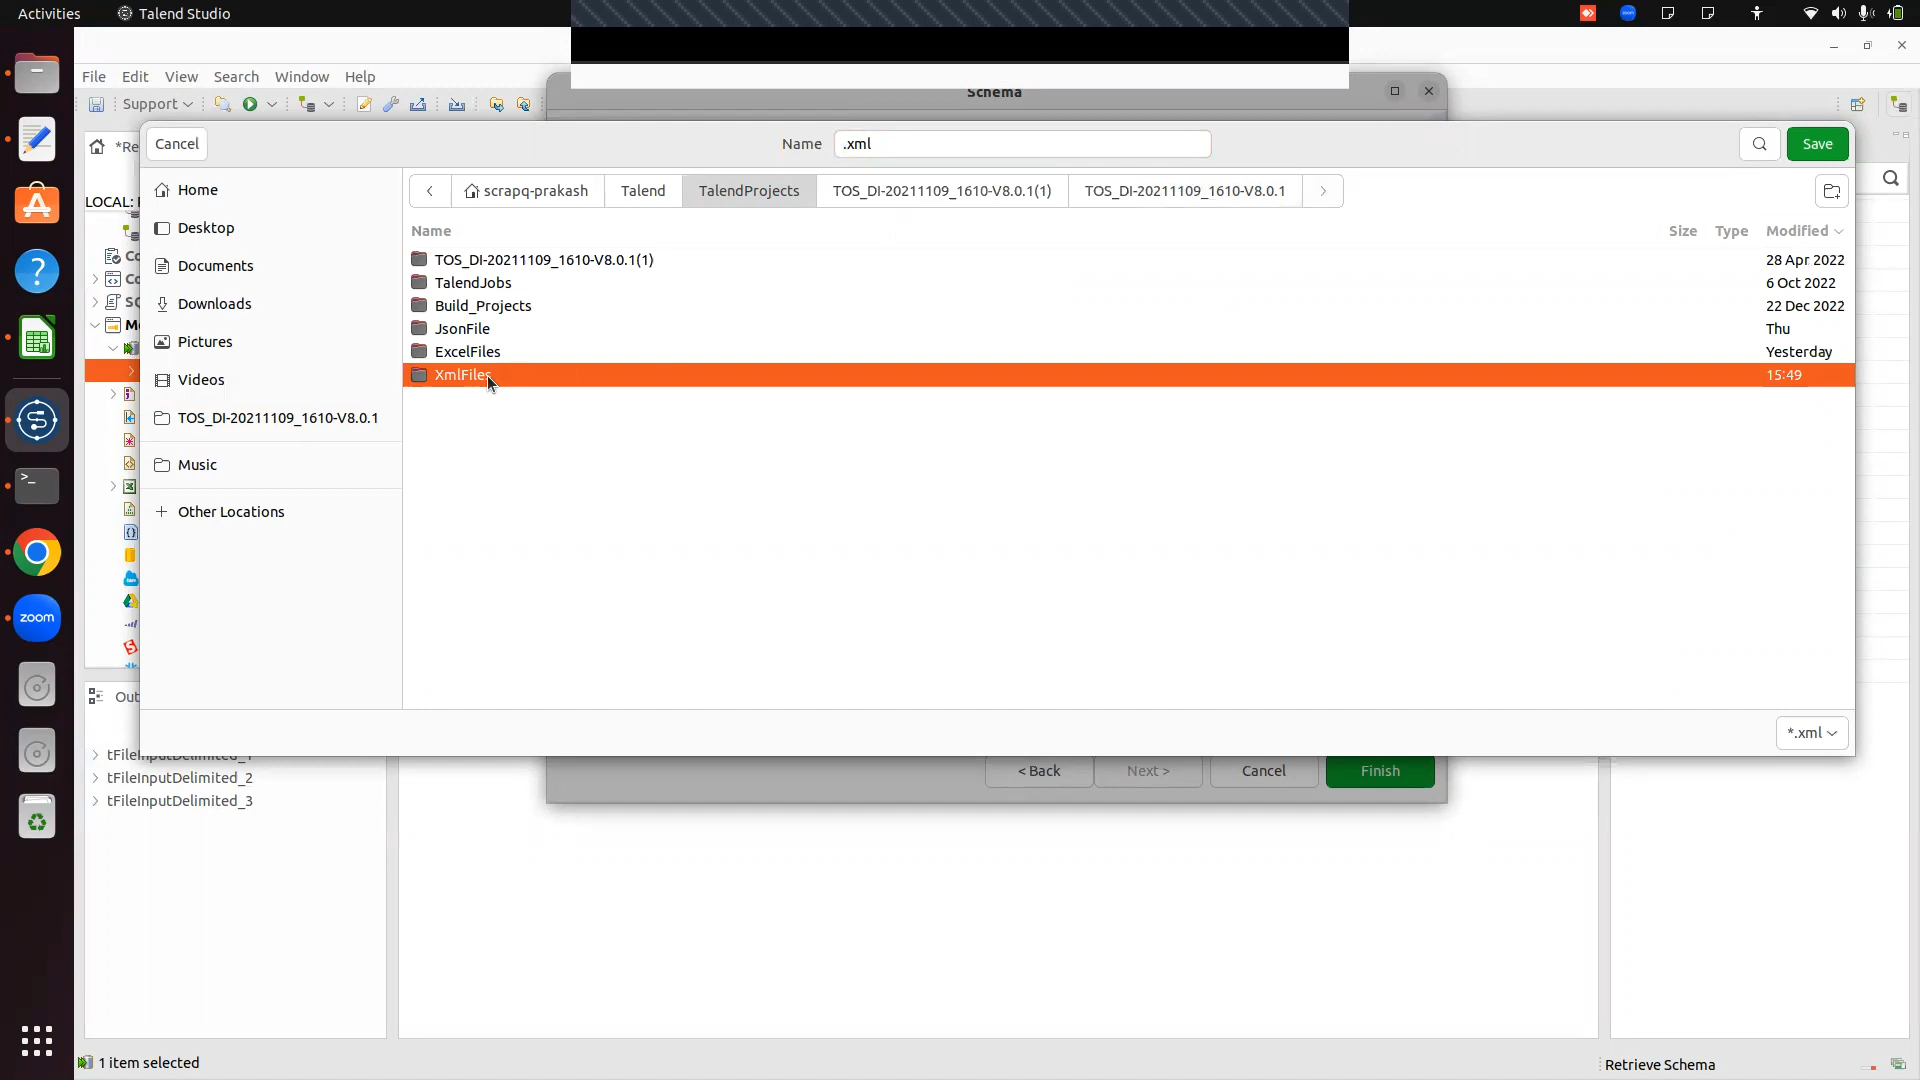 Activities Talend Studio
File Edit View Search Window Help
Schema
Support
Cancel Name .xml Save
Home scrapq-prakash Talend TalendProjects TOS_DI-20211109_1610-V8.0.1(1) TOS_DI-20211109_1610-V8.0.1
LOCAL:
Desktop
Documents
Downloads
Pictures
Videos
TOS_DI-20211109_1610-V8.0.1
Music
Other Locations
Name Size Type Modified
TOS_DI-20211109_1610-V8.0.1(1) 28 Apr 2022
TalendJobs 6 Oct 2022
Build_Projects 22 Dec 2022
JsonFile Thu
ExcelFiles Yesterday
XmlFiles 15:49
*.xml
zoom
tFileInputDelimited_2
tFileInputDelimited_3
< Back Next > Cancel Finish
1 item selected
Retrieve Schema